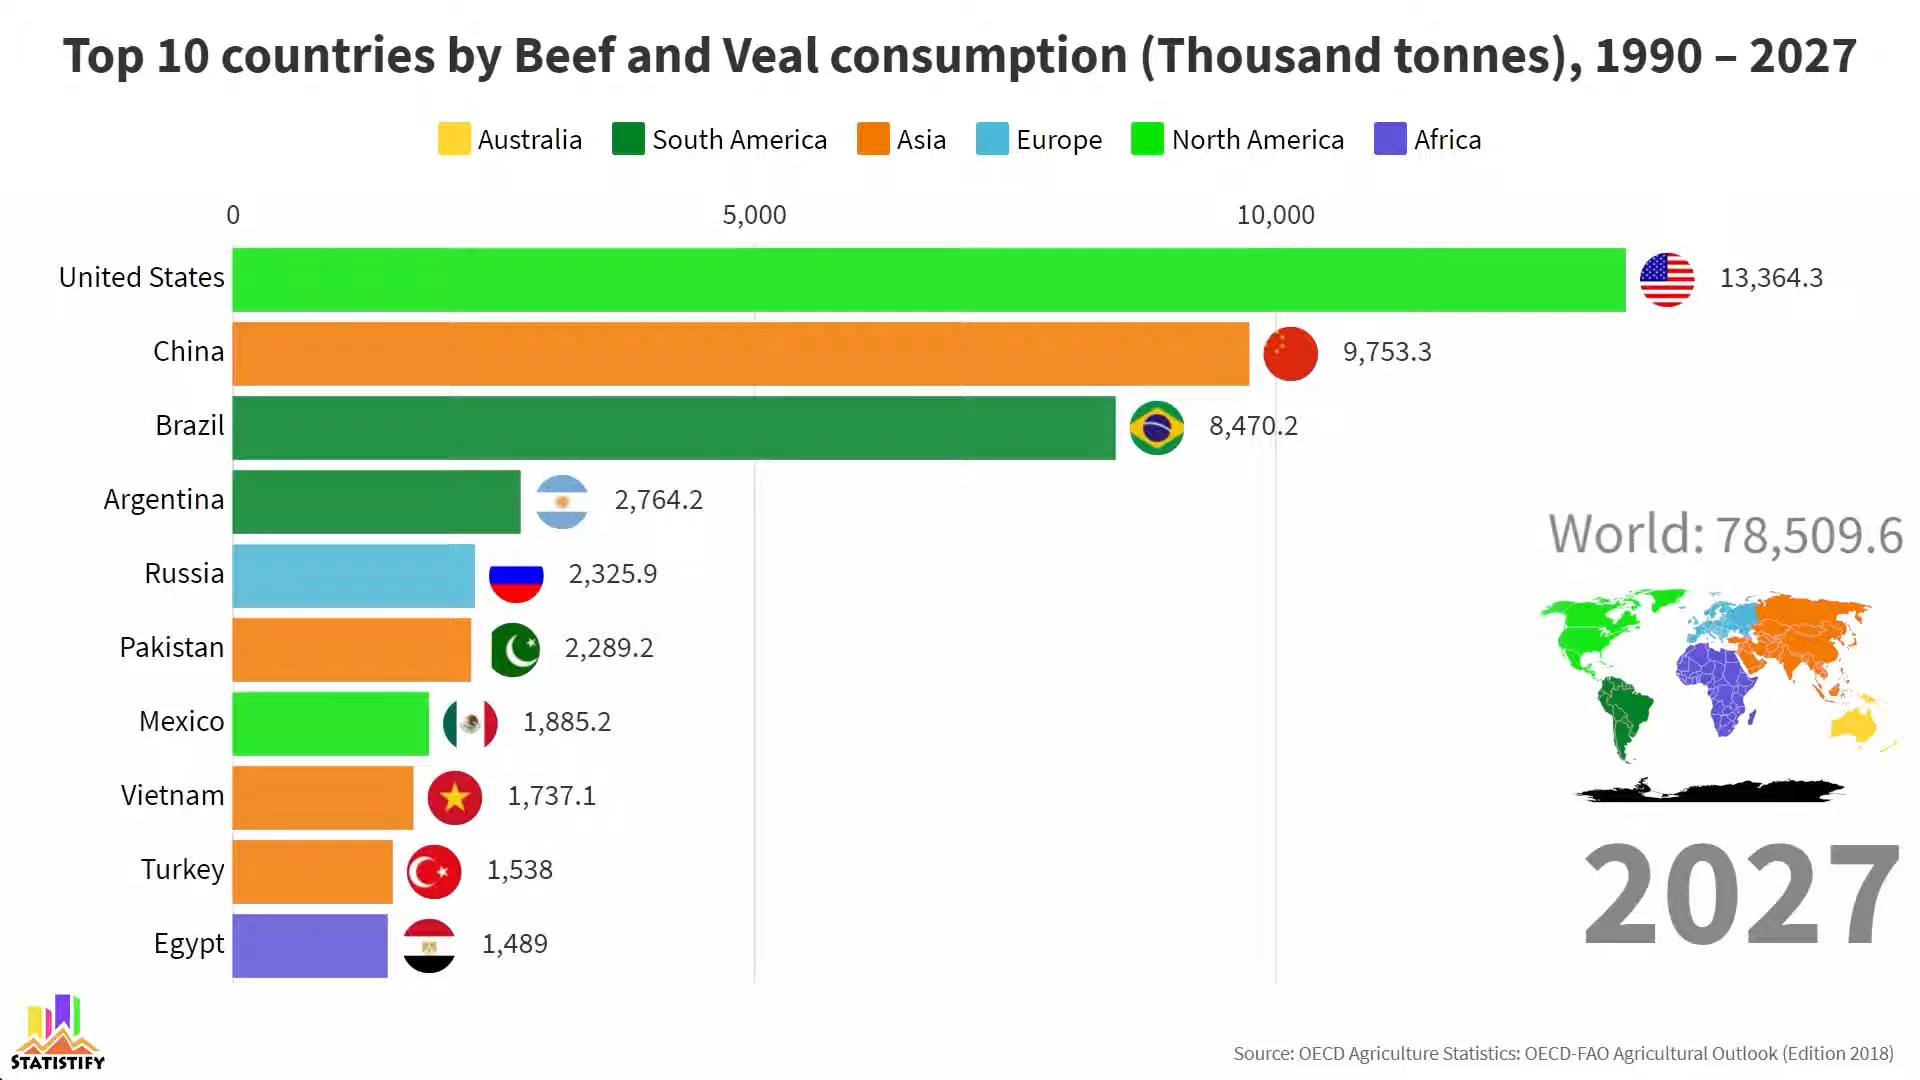 Top 10 countries by Beef and Veal consumption (Thousand tonnes), 1990 – 2027
Australia South America Asia Europe North America Africa
0 5,000 10,000
United States 13,364.3
China 9,753.3
Brazil 8,470.2
Argentina 2,764.2
Russia 2,325.9
Pakistan 2,289.2
Mexico 1,885.2
Vietnam 1,737.1
Turkey 1,538
Egypt 1,489
World: 78,509.6
2027
STATISTIFY
Source: OECD Agriculture Statistics: OECD-FAO Agricultural Outlook (Edition 2018)